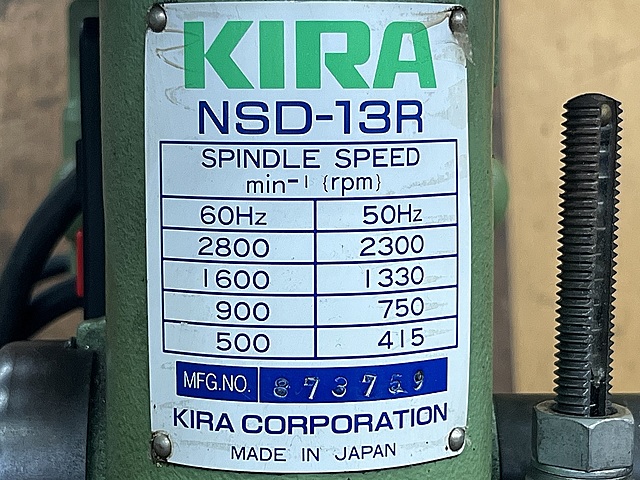 KIRA
NSD-13R
SPINDLE SPEED
min-1 {rpm}
60Hz 50Hz
2800 2300
1600 1330
900 750
500 415
MFG.NO. 873759
KIRA CORPORATION
MADE IN JAPAN